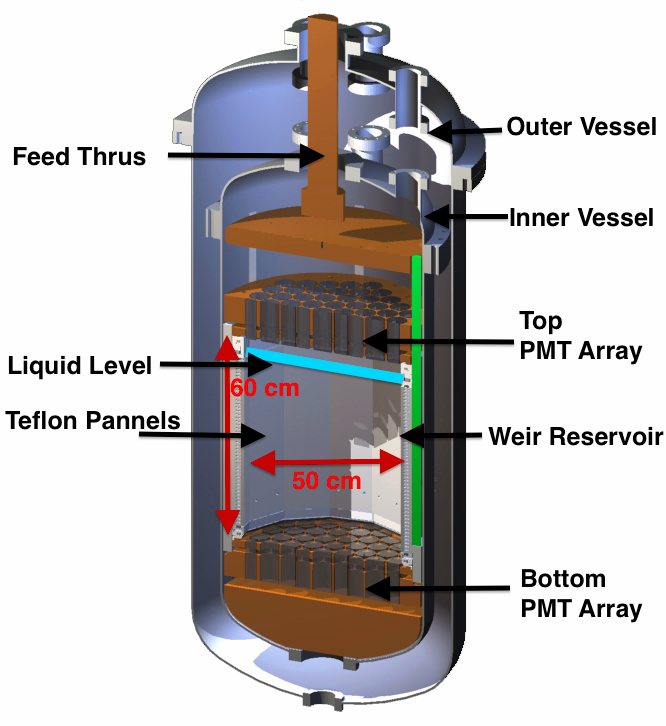 Outer Vessel
Feed Thrus
Inner Vessel
Top
PMT Array
Liquid Level
60 cm
Teflon Pannels
Weir Reservoir
50 cm
Bottom
PMT Array